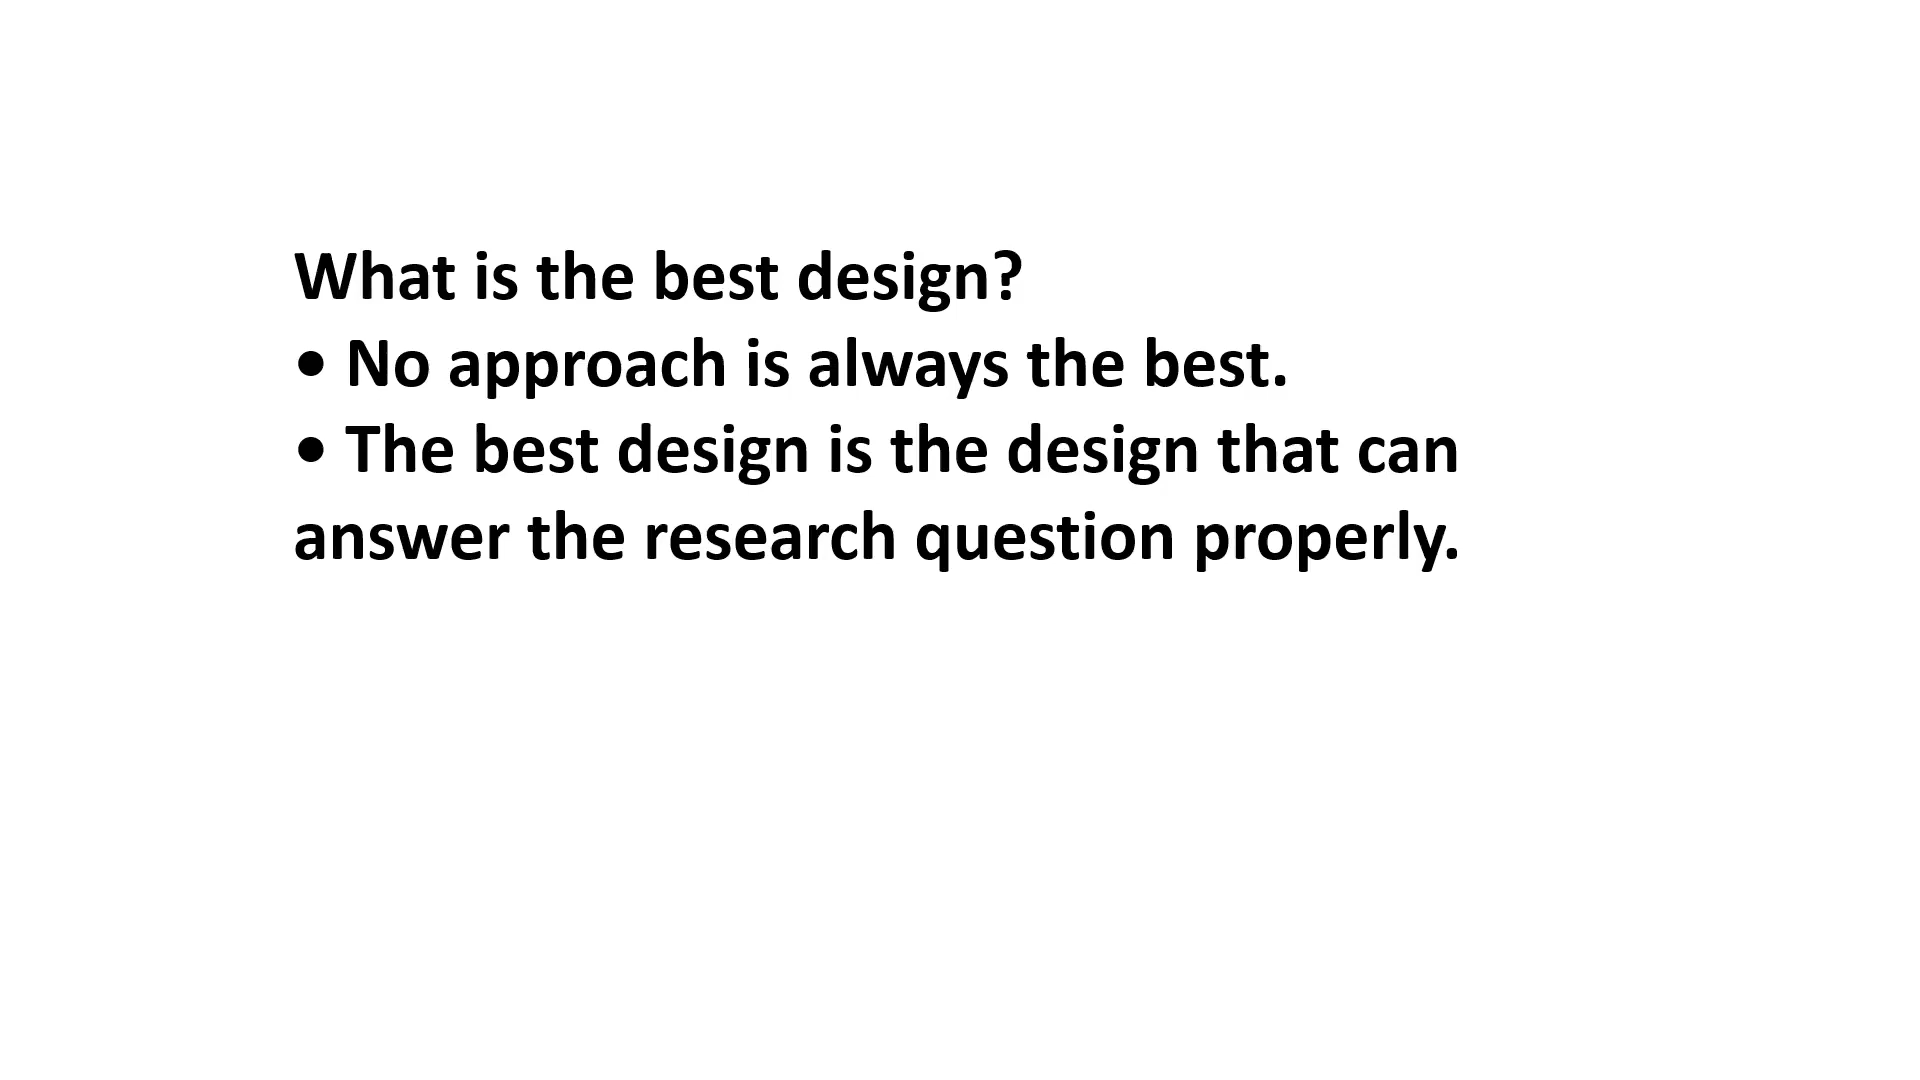 What is the best design?
• No approach is always the best.
• The best design is the design that can
answer the research question properly.